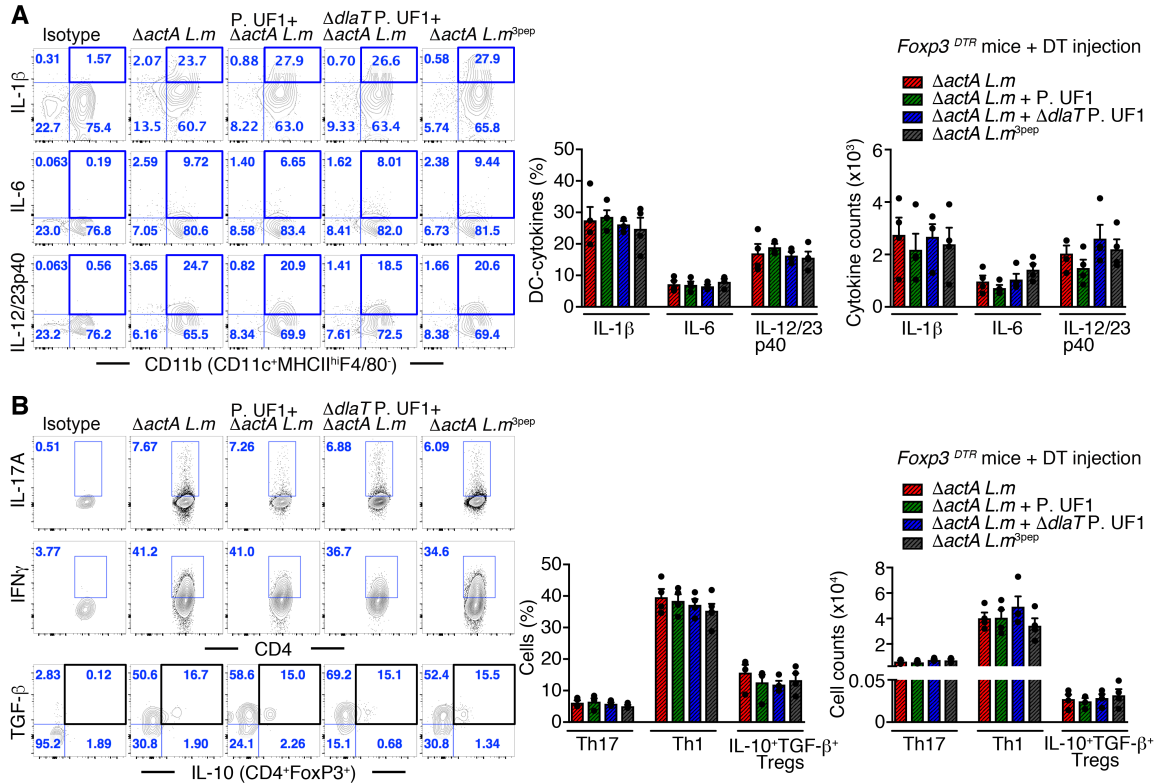 A
Isotype
ΔactA L.m
P. UF1+
ΔactA L.m
ΔdlaT P. UF1+
ΔactA L.m
ΔactA L.m3pep
IL-1β
0.31 1.57 2.07 23.7 0.88 27.9 0.70 26.6 0.58 27.9
22.7 75.4 13.5 60.7 8.22 63.0 9.33 63.4 5.74 65.8
IL-6
0.063 0.19 2.59 9.72 1.40 6.65 1.62 8.01 2.38 9.44
23.0 76.8 7.05 80.6 8.58 83.4 8.41 82.0 6.73 81.5
IL-12/23p40
0.063 0.56 3.65 24.7 0.82 20.9 1.41 18.5 1.66 20.6
23.2 76.2 6.16 65.5 8.34 69.9 7.61 72.5 8.38 69.4
CD11b (CD11c+MHCIIhiF4/80-)
DC-cytokines (%)
50
40
30
20
10
0
IL-1β IL-6 IL-12/23
p40
Foxp3 DTR mice + DT injection
ΔactA L.m
ΔactA L.m + P. UF1
ΔactA L.m + ΔdlaT P. UF1
ΔactA L.m3pep
Cytokine counts (x10³)
6
4
2
0
IL-1β IL-6 IL-12/23
p40
B
Isotype
ΔactA L.m
P. UF1+
ΔactA L.m
ΔdlaT P. UF1+
ΔactA L.m
ΔactA L.m3pep
IL-17A
0.51 7.67 7.26 6.88 6.09
IFNγ
3.77 41.2 41.0 36.7 34.6
CD4
TGF-β
2.83 0.12 50.6 16.7 58.6 15.0 69.2 15.1 52.4 15.5
95.2 1.89 30.8 1.90 24.1 2.26 15.1 0.68 30.8 1.34
IL-10 (CD4+FoxP3+)
Cells (%)
50
40
30
20
10
0
Th17 Th1 IL-10+TGF-β+
Tregs
Foxp3 DTR mice + DT injection
ΔactA L.m
ΔactA L.m + P. UF1
ΔactA L.m + ΔdlaT P. UF1
ΔactA L.m3pep
Cell counts (x10⁴)
8
6
4
2
0.05
0
Th17 Th1 IL-10+TGF-β+
Tregs